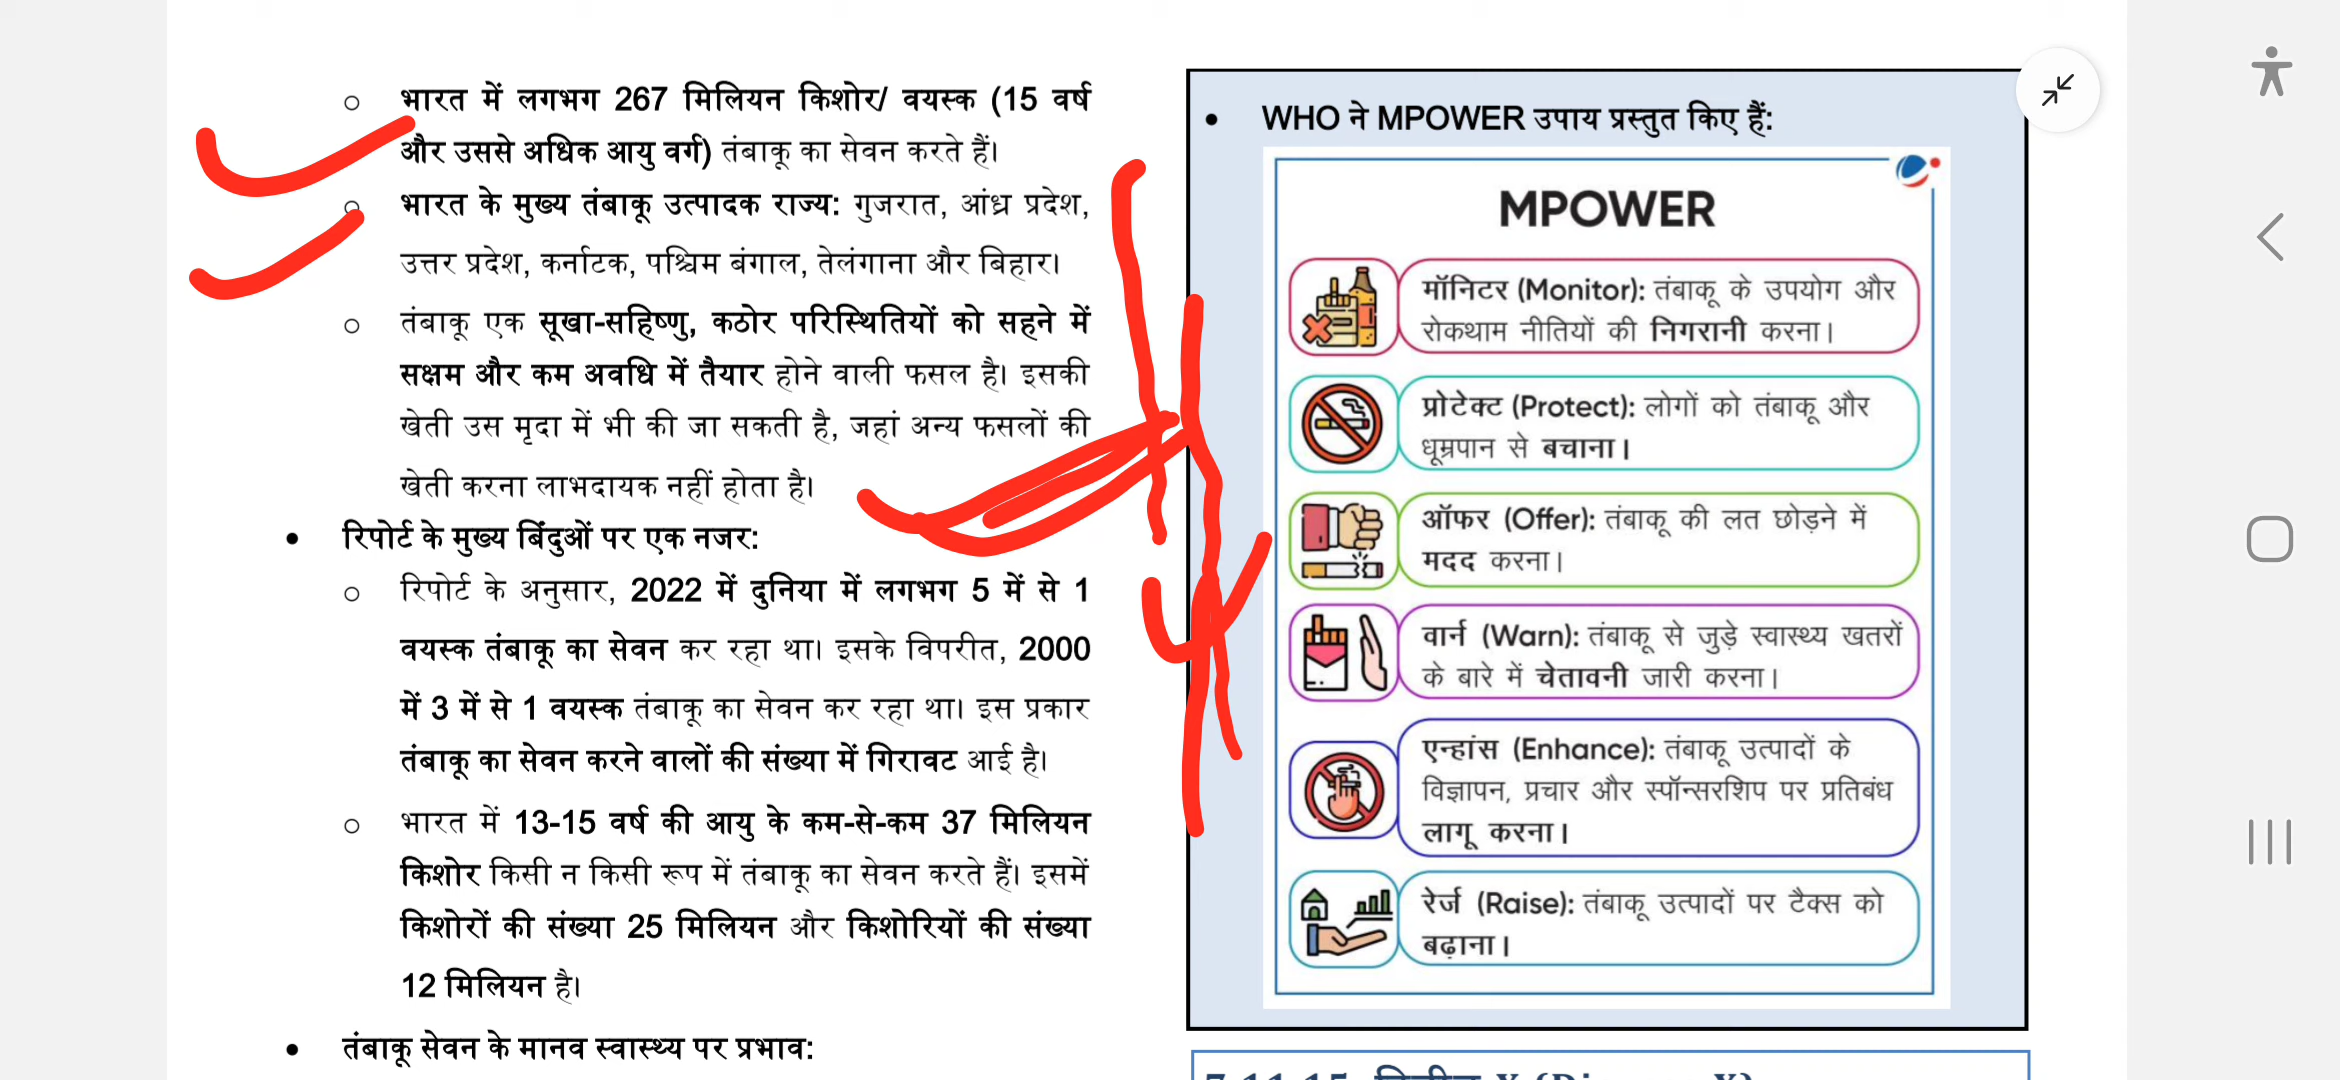 भारत में लगभग 267 मिलियन किशोर/ वयस्क (15 वर्ष
और उससे अधिक आयु वर्ग) तंबाकू का सेवन करते हैं।
भारत के मुख्य तंबाकू उत्पादक राज्य: गुजरात, आंध्र प्रदेश,
उत्तर प्रदेश, कर्नाटक, पश्चिम बंगाल, तेलंगाना और बिहार।
तंबाकू एक सूखा-सहिष्णु, कठोर परिस्थितियों को सहने में
सक्षम और कम अवधि में तैयार होने वाली फसल है। इसकी
खेती उस मृदा में भी की जा सकती है, जहां अन्य फसलों की
खेती करना लाभदायक नहीं होता है।
रिपोर्ट के मुख्य बिंदुओं पर एक नजर:
रिपोर्ट के अनुसार, 2022 में दुनिया में लगभग 5 में से 1
वयस्क तंबाकू का सेवन कर रहा था। इसके विपरीत, 2000
में 3 में से 1 वयस्क तंबाकू का सेवन कर रहा था। इस प्रकार
तंबाकू का सेवन करने वालों की संख्या में गिरावट आई है।
भारत में 13-15 वर्ष की आयु के कम-से-कम 37 मिलियन
किशोर किसी न किसी रूप में तंबाकू का सेवन करते हैं। इसमें
किशोरों की संख्या 25 मिलियन और किशोरियों की संख्या
12 मिलियन है।
तंबाकू सेवन के मानव स्वास्थ्य पर प्रभाव:
WHO ने MPOWER उपाय प्रस्तुत किए हैं:
MPOWER
मॉनिटर (Monitor): तंबाकू के उपयोग और
रोकथाम नीतियों की निगरानी करना।
प्रोटेक्ट (Protect): लोगों को तंबाकू और
धूम्रपान से बचाना।
ऑफर (Offer): तंबाकू की लत छोड़ने में
मदद करना।
वार्न (Warn): तंबाकू से जुड़े स्वास्थ्य खतरों
के बारे में चेतावनी जारी करना।
एन्हांस (Enhance): तंबाकू उत्पादों के
विज्ञापन, प्रचार और स्पॉन्सरशिप पर प्रतिबंध
लागू करना।
रेज (Raise): तंबाकू उत्पादों पर टैक्स को
बढ़ाना।